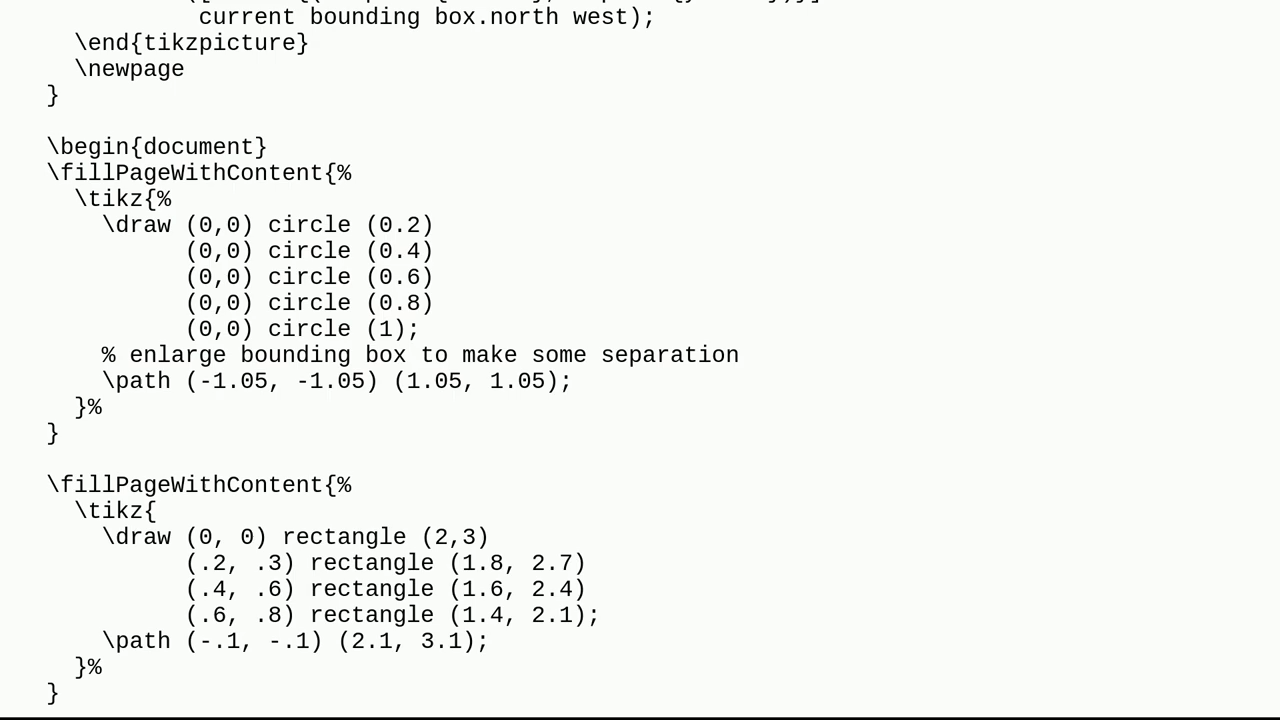 current bounding box.north west);
\end{tikzpicture}
\newpage
}
\begin{document}
\fillPageWithContent{%
\tikz{%
\draw (0,0) circle (0.2)
(0,0) circle (0.4)
(0,0) circle (0.6)
(0,0) circle (0.8)
(0,0) circle (1);
% enlarge bounding box to make some separation
\path (-1.05, -1.05) (1.05, 1.05);
}%
}
\fillPageWithContent{%
\tikz{
\draw (0, 0) rectangle (2,3)
(.2, .3) rectangle (1.8, 2.7)
(.4, .6) rectangle (1.6, 2.4)
(.6, .8) rectangle (1.4, 2.1);
\path (-.1, -.1) (2.1, 3.1);
}%
}